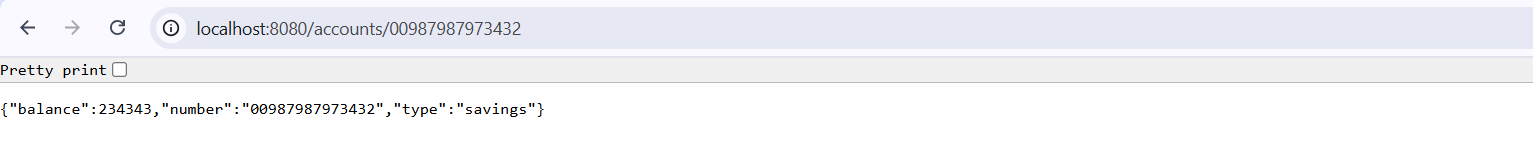 localhost:8080/accounts/00987987973432
Pretty print
{"balance":234343,"number":"00987987973432","type":"savings"}